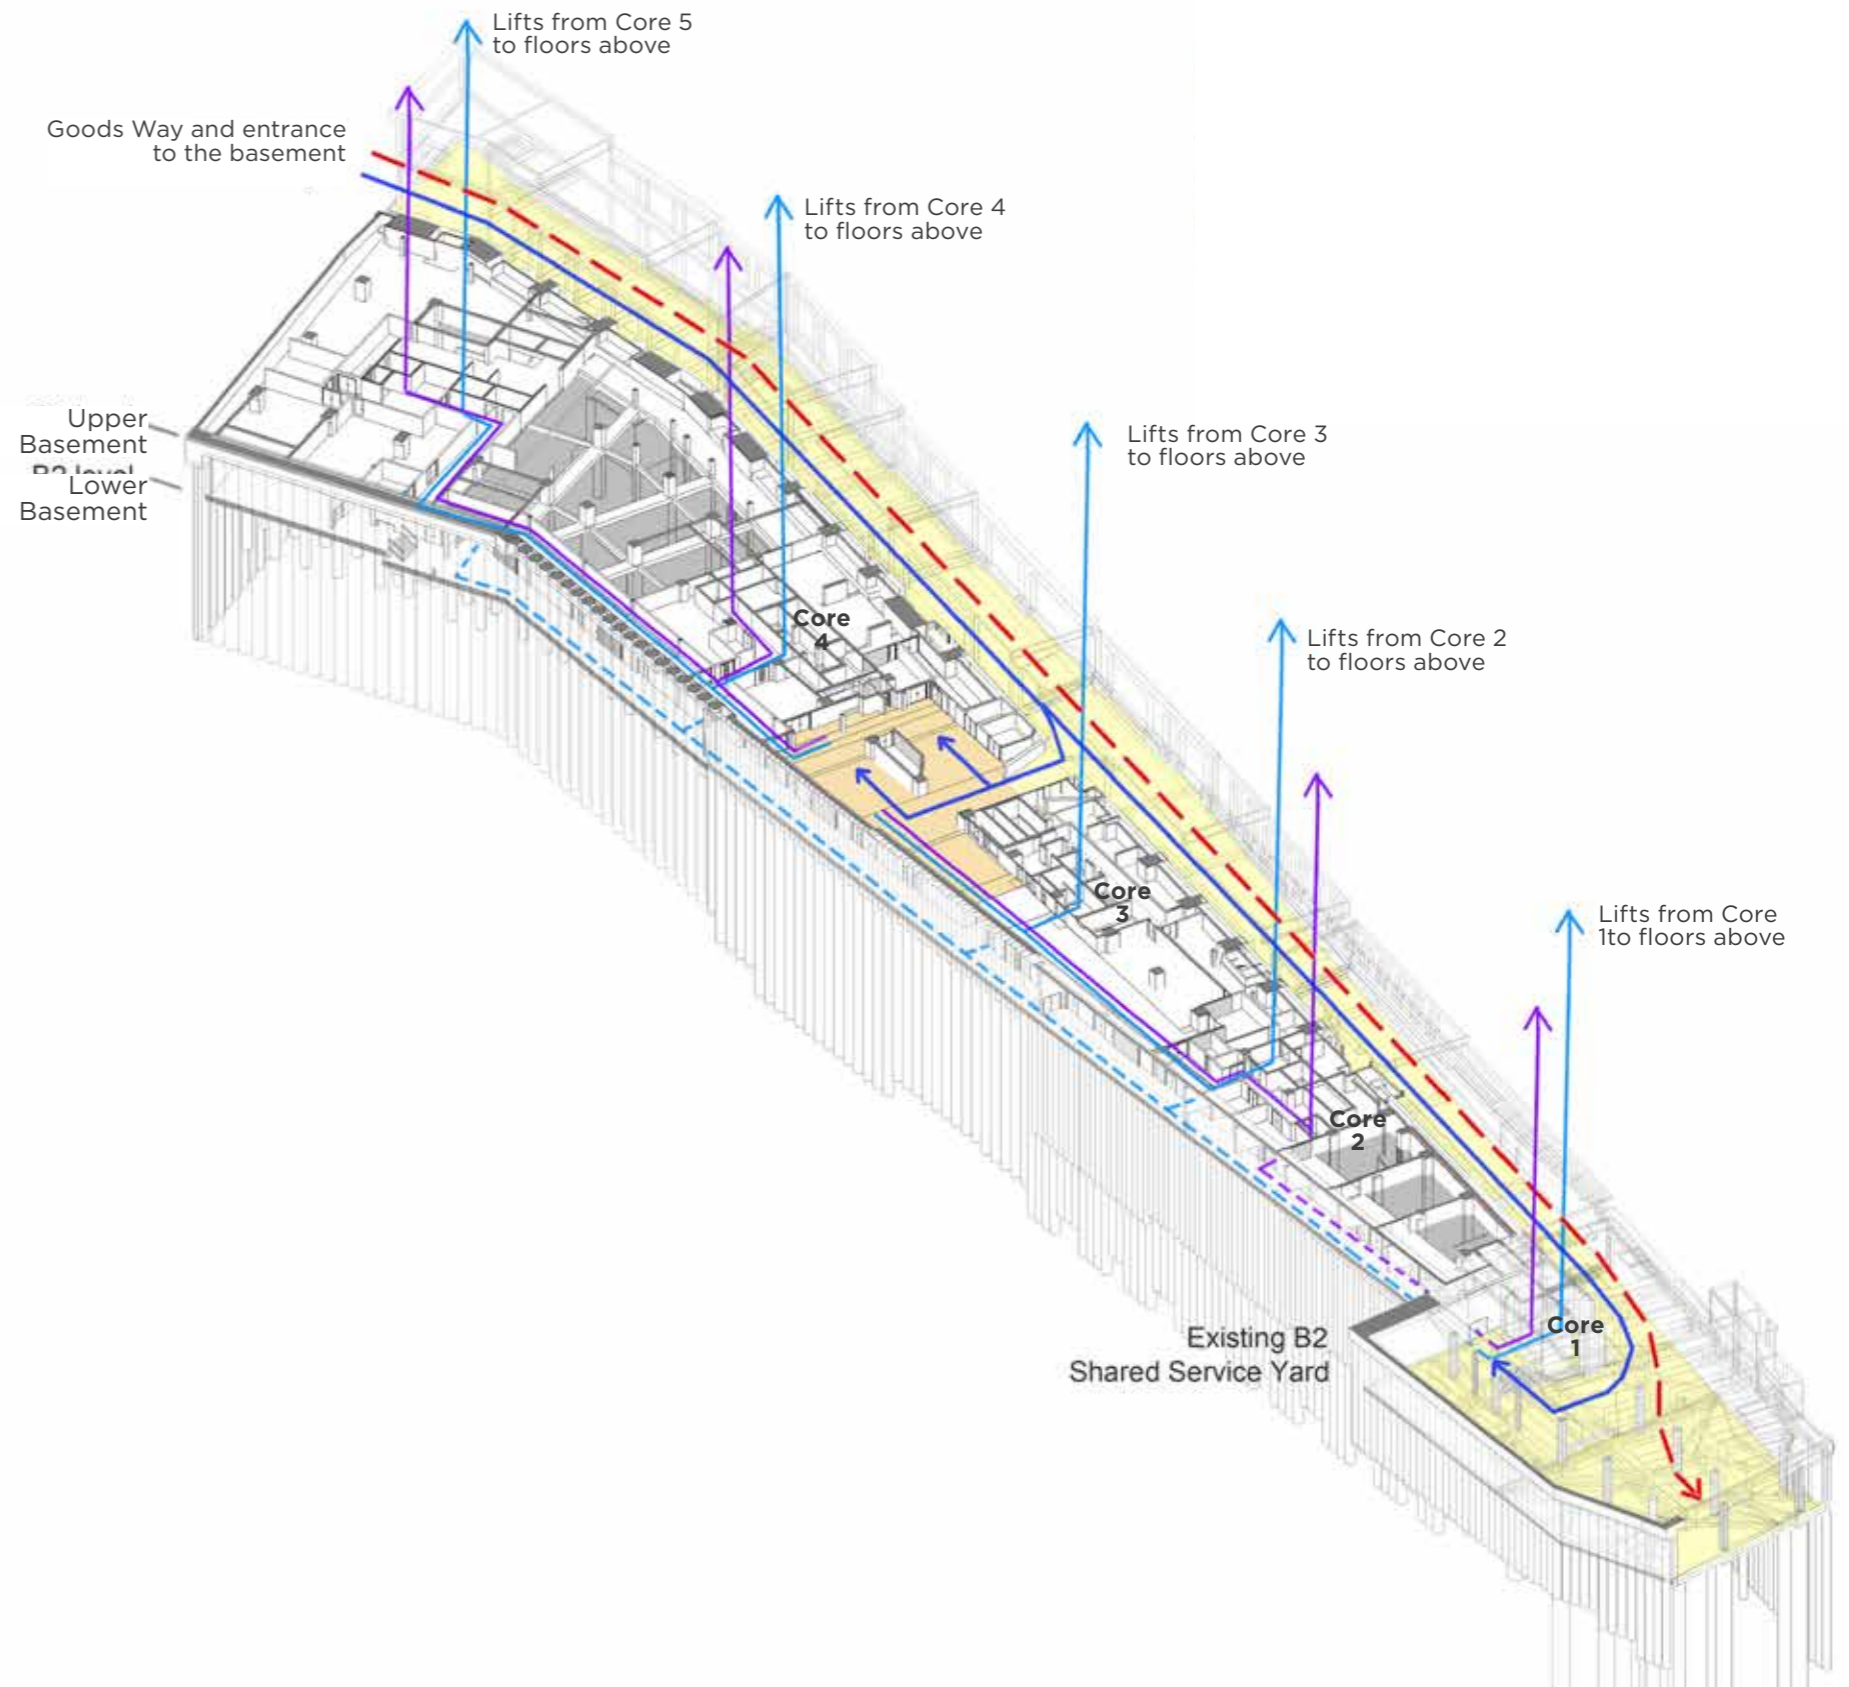 Lifts from Core 5
to floors above
Goods Way and entrance
to the basement
Lifts from Core 4
to floors above
Upper
Basement
B2 level
Lower
Basement
Lifts from Core 3
to floors above
Core
4
Lifts from Core 2
to floors above
Core
3
Lifts from Core
1to floors above
Core
2
Core
1
Existing B2
Shared Service Yard